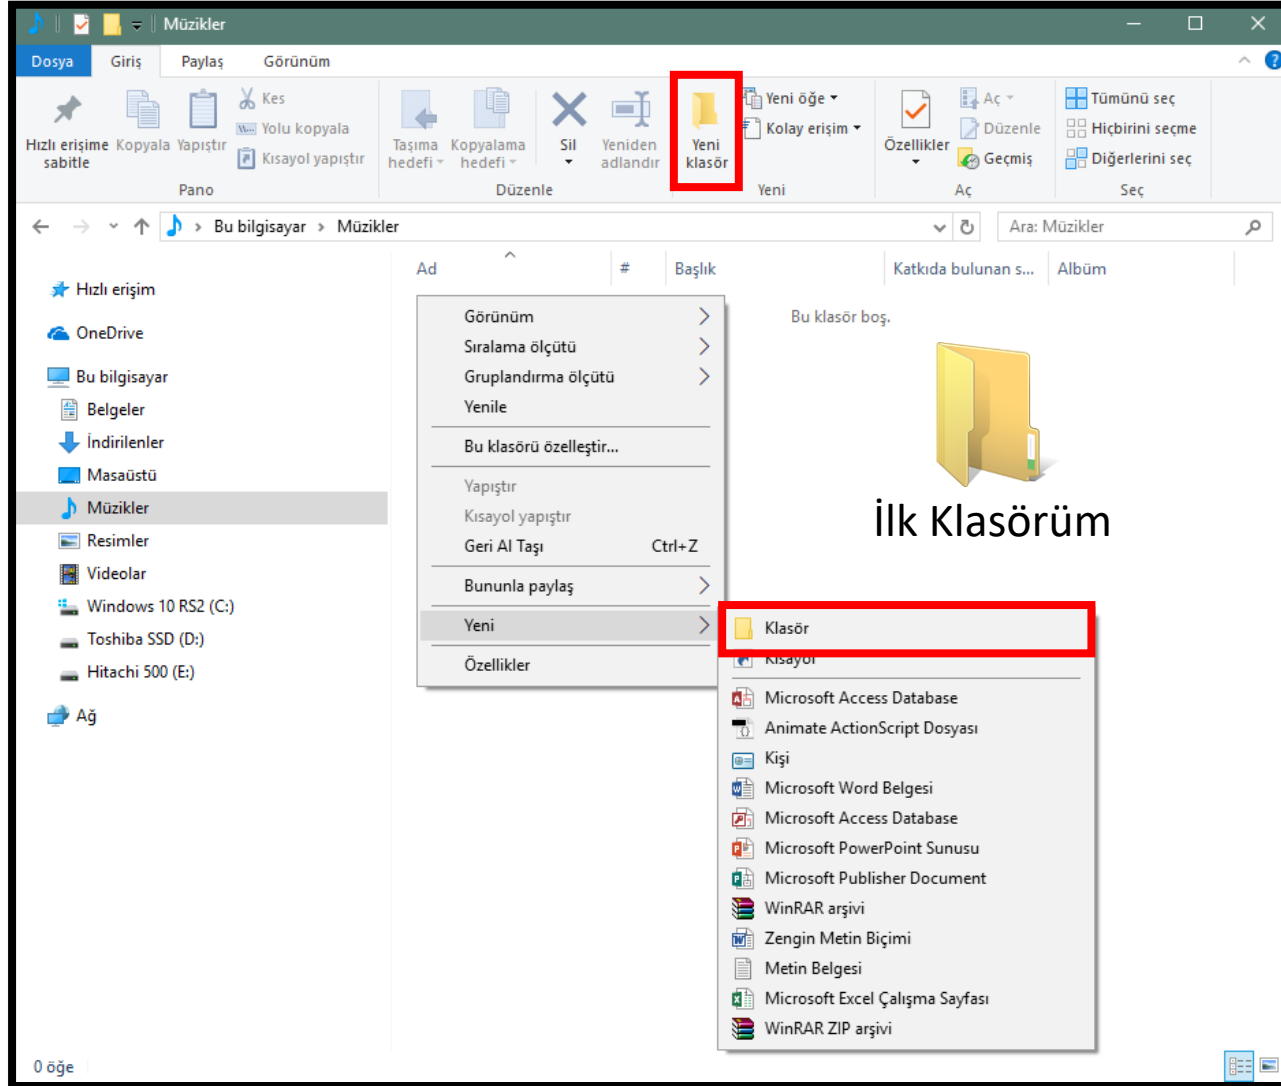 Müzikler
Dosya Giriş Paylaş Görünüm
Hızlı erişime sabitle
Kopyala
Yapıştır
Kes
Yolu kopyala
Kısayol yapıştır
Pano
Taşıma hedefi
Kopyalama hedefi
Sil
Yeniden adlandır
Düzenle
Yeni klasör
Yeni öğe
Kolay erişim
Yeni
Özellikler
Aç
Düzenle
Geçmiş
Aç
Tümünü seç
Hiçbirini seçme
Diğerlerini seç
Seç
Bu bilgisayar > Müzikler
Ara: Müzikler
Ad # Başlık Katkıda bulunan s... Albüm
Hızlı erişim
OneDrive
Bu bilgisayar
Belgeler
İndirilenler
Masaüstü
Müzikler
Resimler
Videolar
Windows 10 RS2 (C:)
Toshiba SSD (D:)
Hitachi 500 (E:)
Ağ
Bu klasör boş.
İlk Klasörüm
Görünüm
Sıralama ölçütü
Gruplandırma ölçütü
Yenile
Bu klasörü özelleştir...
Yapıştır
Kısayol yapıştır
Geri Al Taşı Ctrl+Z
Bununla paylaş
Yeni
Özellikler
Klasör
Kısayol
Microsoft Access Database
Animate ActionScript Dosyası
Kişi
Microsoft Word Belgesi
Microsoft Access Database
Microsoft PowerPoint Sunusu
Microsoft Publisher Document
WinRAR arşivi
Zengin Metin Biçimi
Metin Belgesi
Microsoft Excel Çalışma Sayfası
WinRAR ZIP arşivi
0 öğe